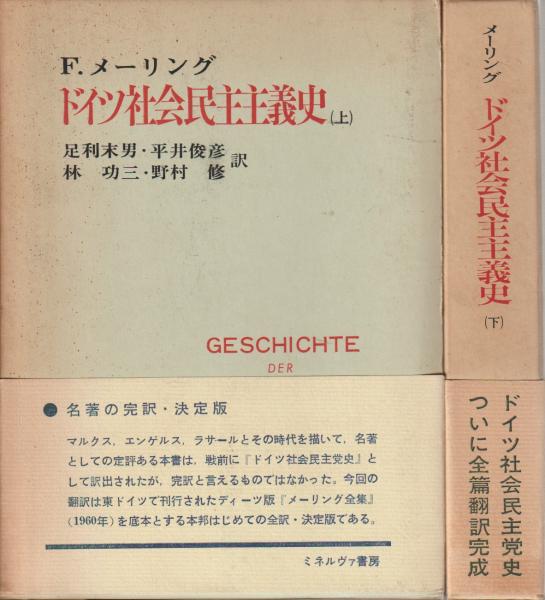 F.メーリング
ドイツ社会民主主義史(上)
足利末男・平井俊彦
林 功三・野村 修
訳
GESCHICHTE
DER
● 名著の完訳・決定版
マルクス，エンゲルス，ラサールとその時代を描いて，名著
としての定評ある本書は，戦前に『ドイツ社会民主党史』と
して訳出されたが，完訳と言えるものではなかった。今回の
翻訳は東ドイツで刊行されたディーツ版『メーリング全集』
(1960年)を底本とする本邦はじめての全訳・決定版である。
ミネルヴァ書房
メーリング
ドイツ社会民主主義史
(下)
ドイツ社会民主党史
ついに全篇翻訳完成